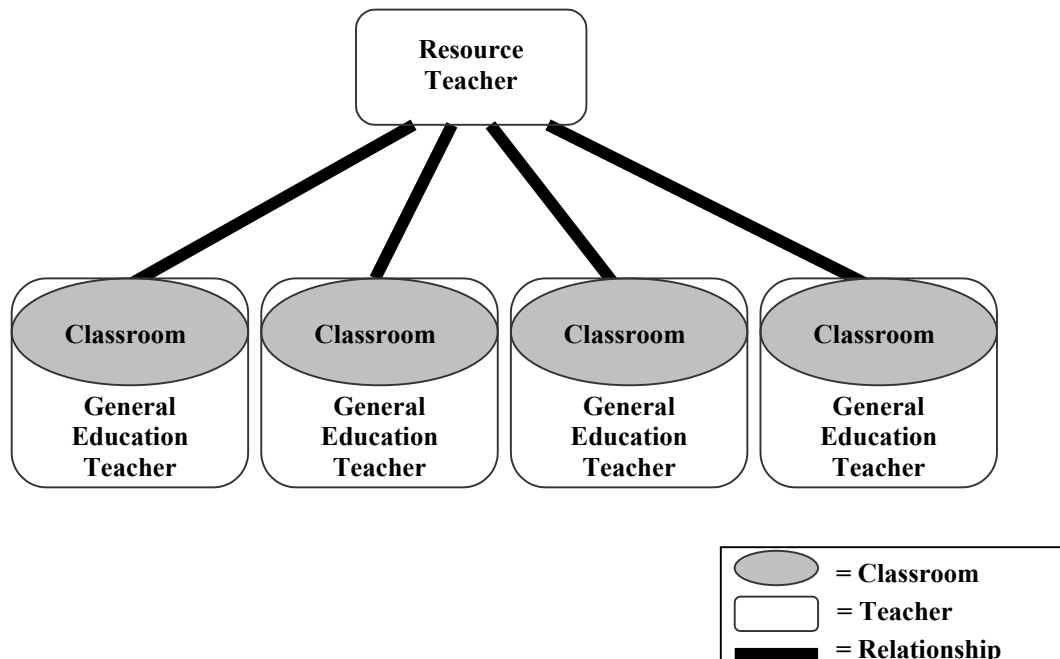 Resource
Teacher
Classroom Classroom Classroom Classroom
General General General General
Education Education Education Education
Teacher Teacher Teacher Teacher
= Classroom
= Teacher
= Relationship